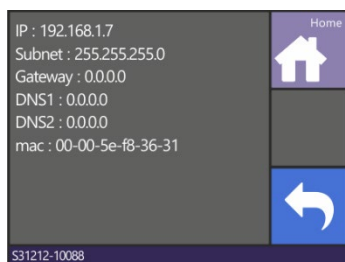 IP : 192.168.1.7
Subnet : 255.255.255.0
Gateway : 0.0.0.0
DNS1 : 0.0.0.0
DNS2 : 0.0.0.0
mac : 00-00-5e-f8-36-31
Home
S31212-10088